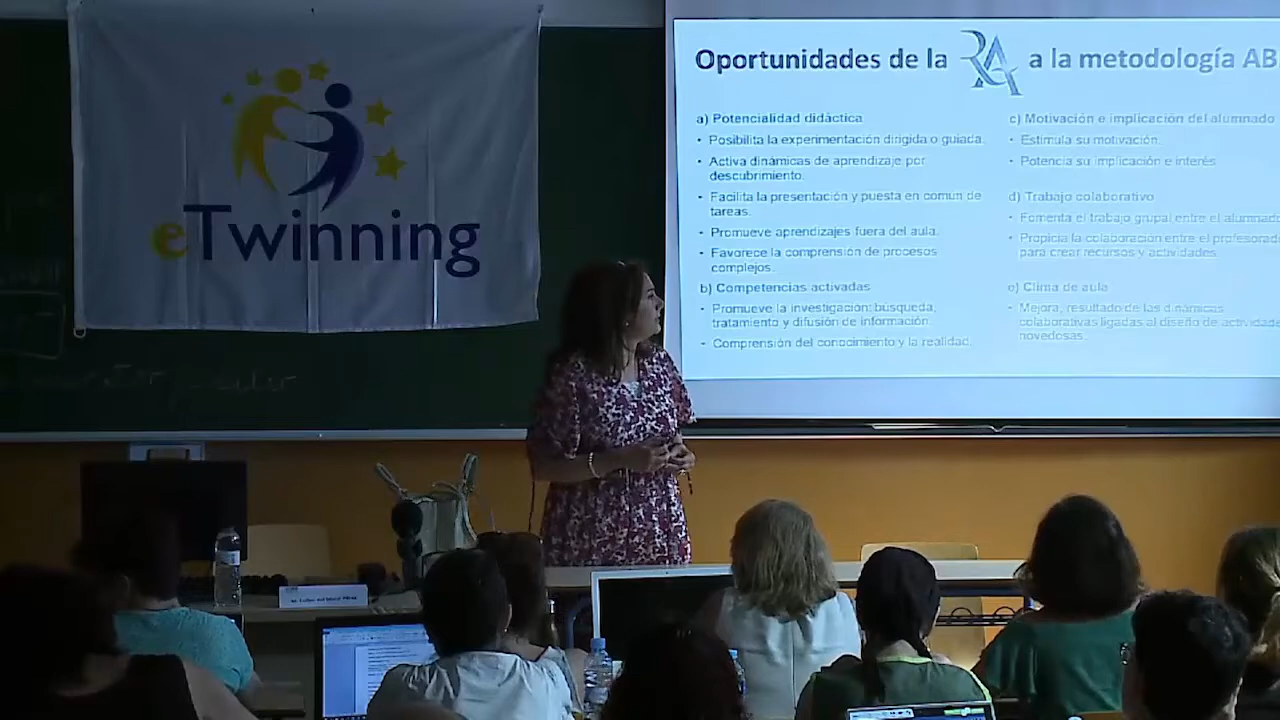 eTwinning
Oportunidades de la RA a la metodología AB
a) Potencialidad didáctica
• Posibilita la experimentación dirigida o guiada.
• Activa dinámicas de aprendizaje por
descubrimiento.
• Facilita la presentación y puesta en comun de
tareas.
• Promueve aprendizajes fuera del aula.
• Favorece la comprensión de procesos
complejos.
b) Competencias activadas
• Promueve la investigación: búsqueda,
tratamiento y difusión de información.
• Comprensión del conocimiento y la realidad.
c) Motivación e implicación del alumnado
• Estimula su motivación.
• Potencia su implicación e interés
d) Trabajo colaborativo
• Fomenta el trabajo grupal entre el alumnado
• Propicia la colaboración entre el profesorado
para crear recursos y actividades.
e) Clima de aula
• Mejora, resultado de las dinámicas
colaborativas ligadas al diseño de actividade
novedosas.